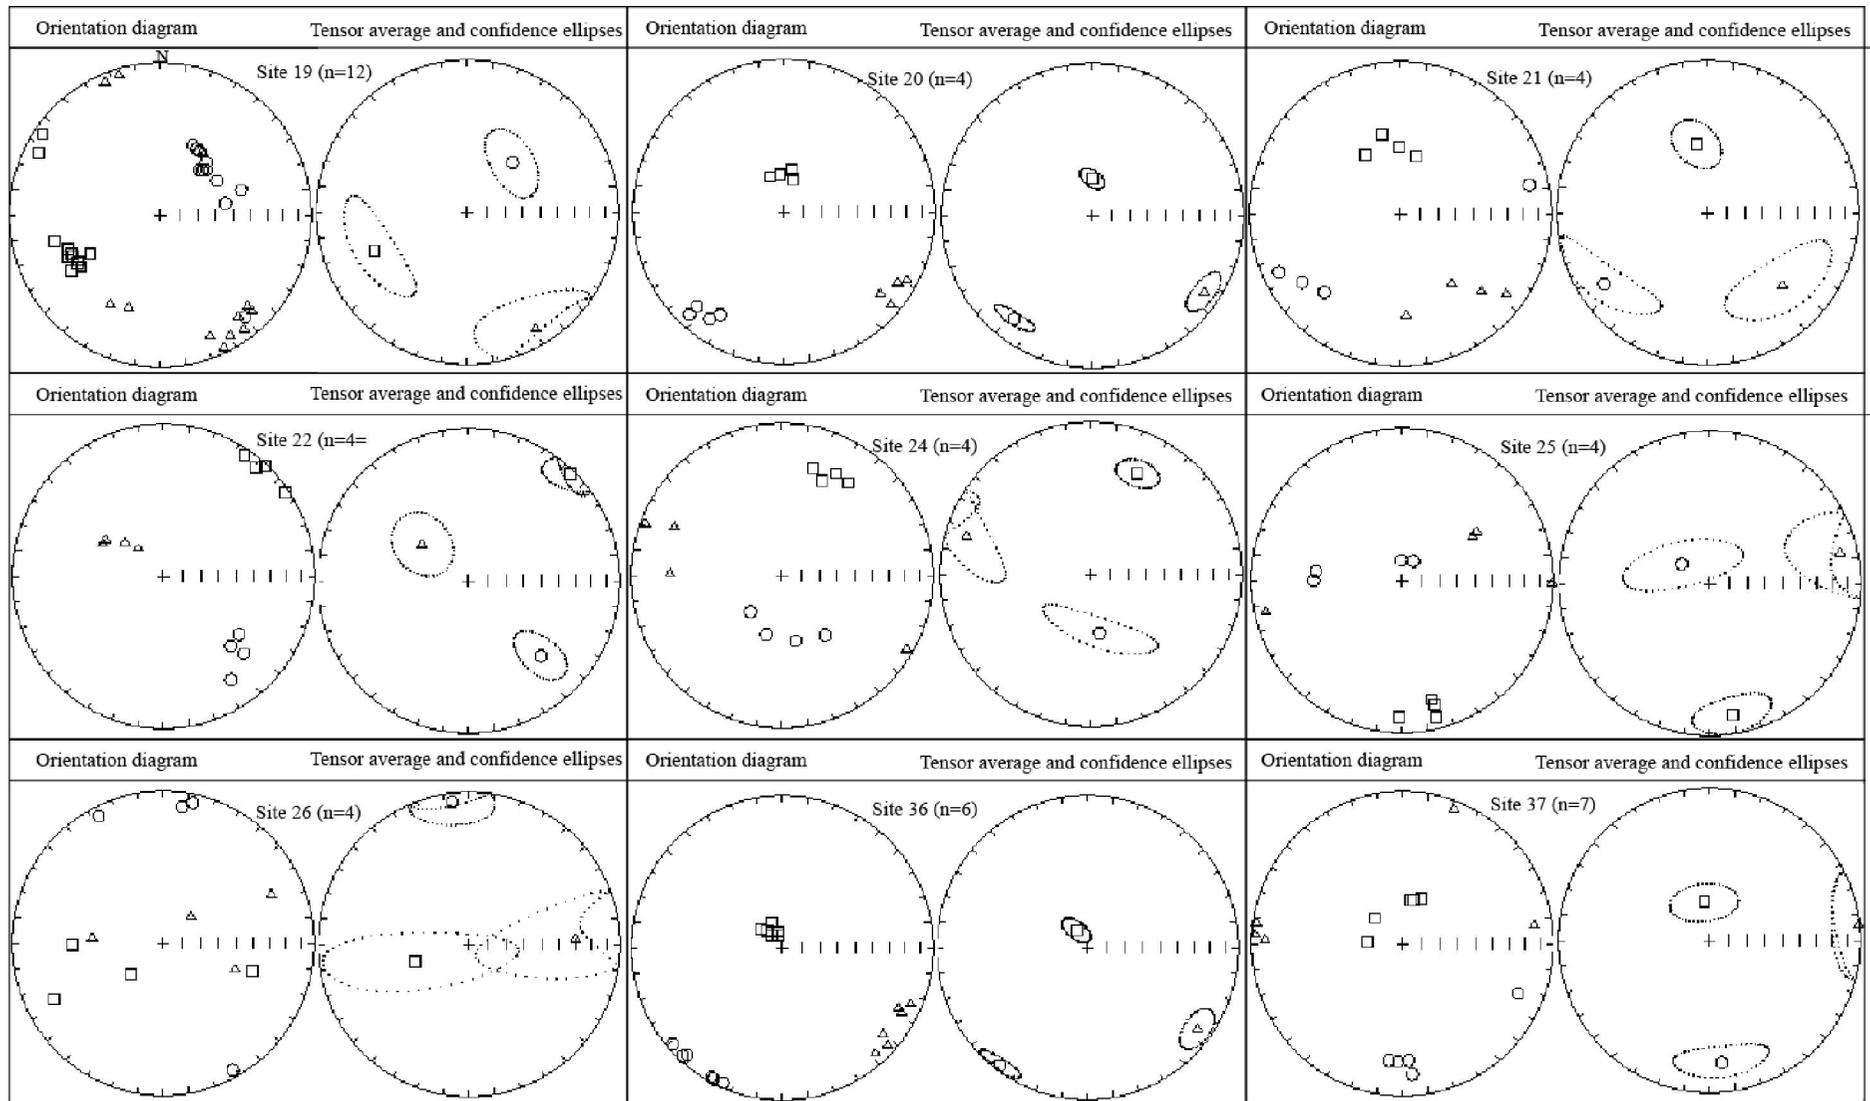 Orientation diagram Tensor average and confidence ellipses Orientation diagram Tensor average and confidence ellipses Orientation diagram Tensor average and confidence ellipses
N
Site 19 (n=12) Site 20 (n=4) Site 21 (n=4)
Orientation diagram Tensor average and confidence ellipses Orientation diagram Tensor average and confidence ellipses Orientation diagram Tensor average and confidence ellipses
Site 22 (n=4= Site 24 (n=4) Site 25 (n=4)
Orientation diagram Tensor average and confidence ellipses Orientation diagram Tensor average and confidence ellipses Orientation diagram Tensor average and confidence ellipses
Site 26 (n=4) Site 36 (n=6) Site 37 (n=7)